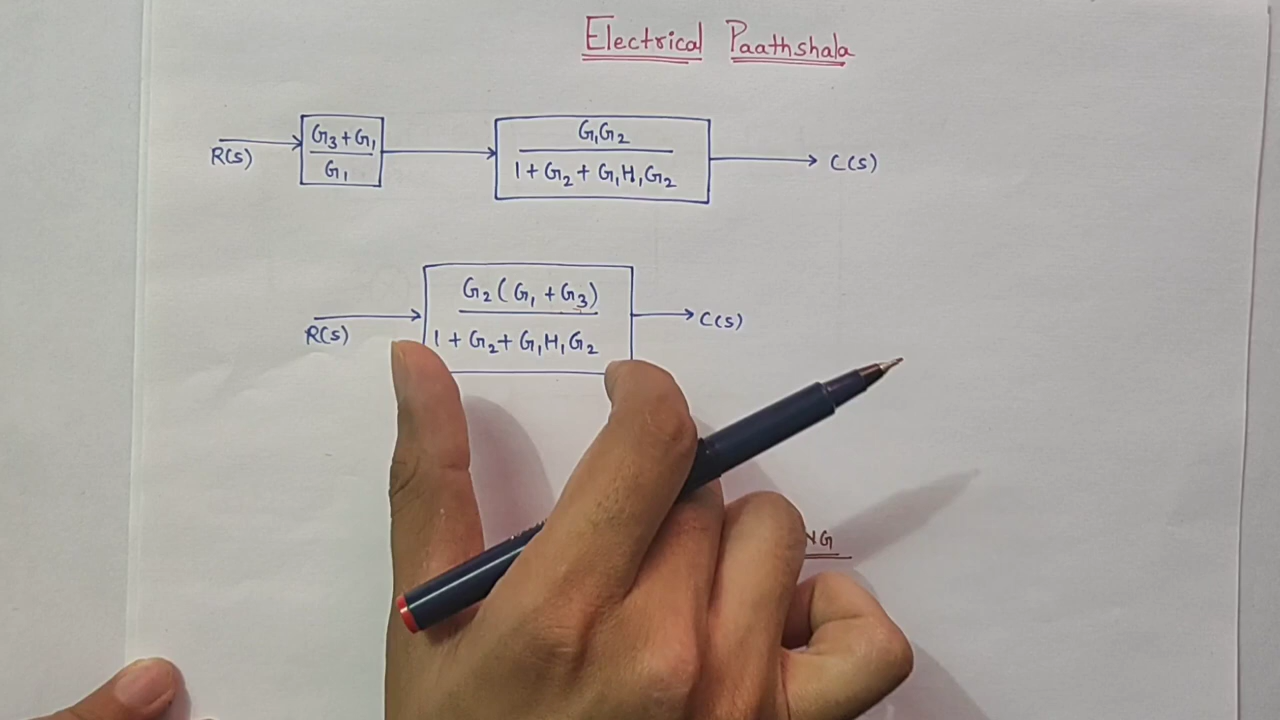 Electrical Paathshala
R(s) (G₃+G₁)/G₁ G₁G₂/(1+G₂+G₁H₁G₂) C(s)
R(s) G₂(G₁+G₃)/(1+G₂+G₁H₁G₂) C(s)